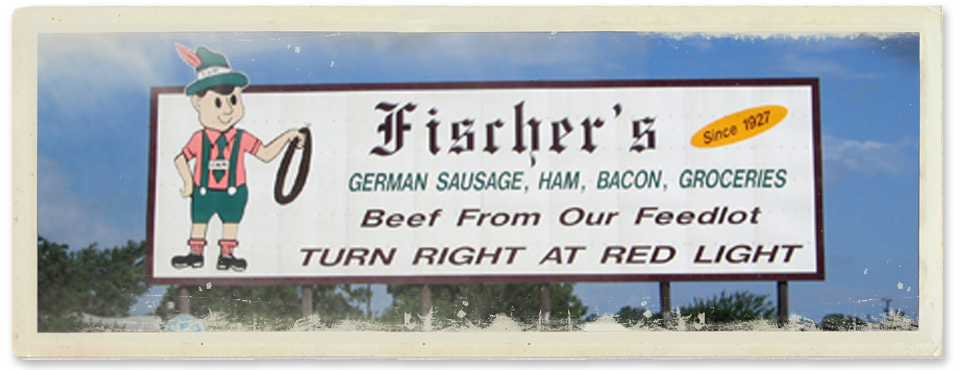 Fischer's
Since 1927
GERMAN SAUSAGE, HAM, BACON, GROCERIES
Beef From Our Feedlot
TURN RIGHT AT RED LIGHT